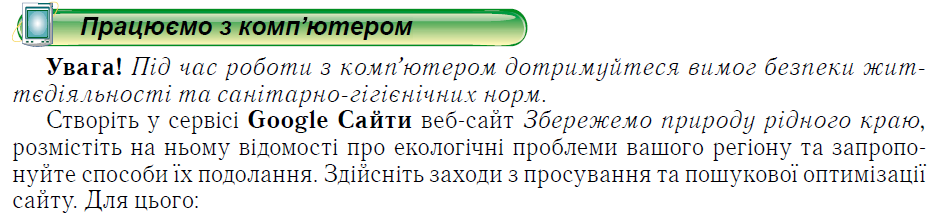 Працюємо з комп’ютером
Увага! Під час роботи з комп’ютером дотримуйтеся вимог безпеки жит-
тєдіяльності та санітарно-гігієнічних норм.
Створіть у сервісі Google Сайти веб-сайт Збережемо природу рідного краю,
розмістіть на ньому відомості про екологічні проблеми вашого регіону та запропо-
нуйте способи їх подолання. Здійсніть заходи з просування та пошукової оптимізації
сайту. Для цього: